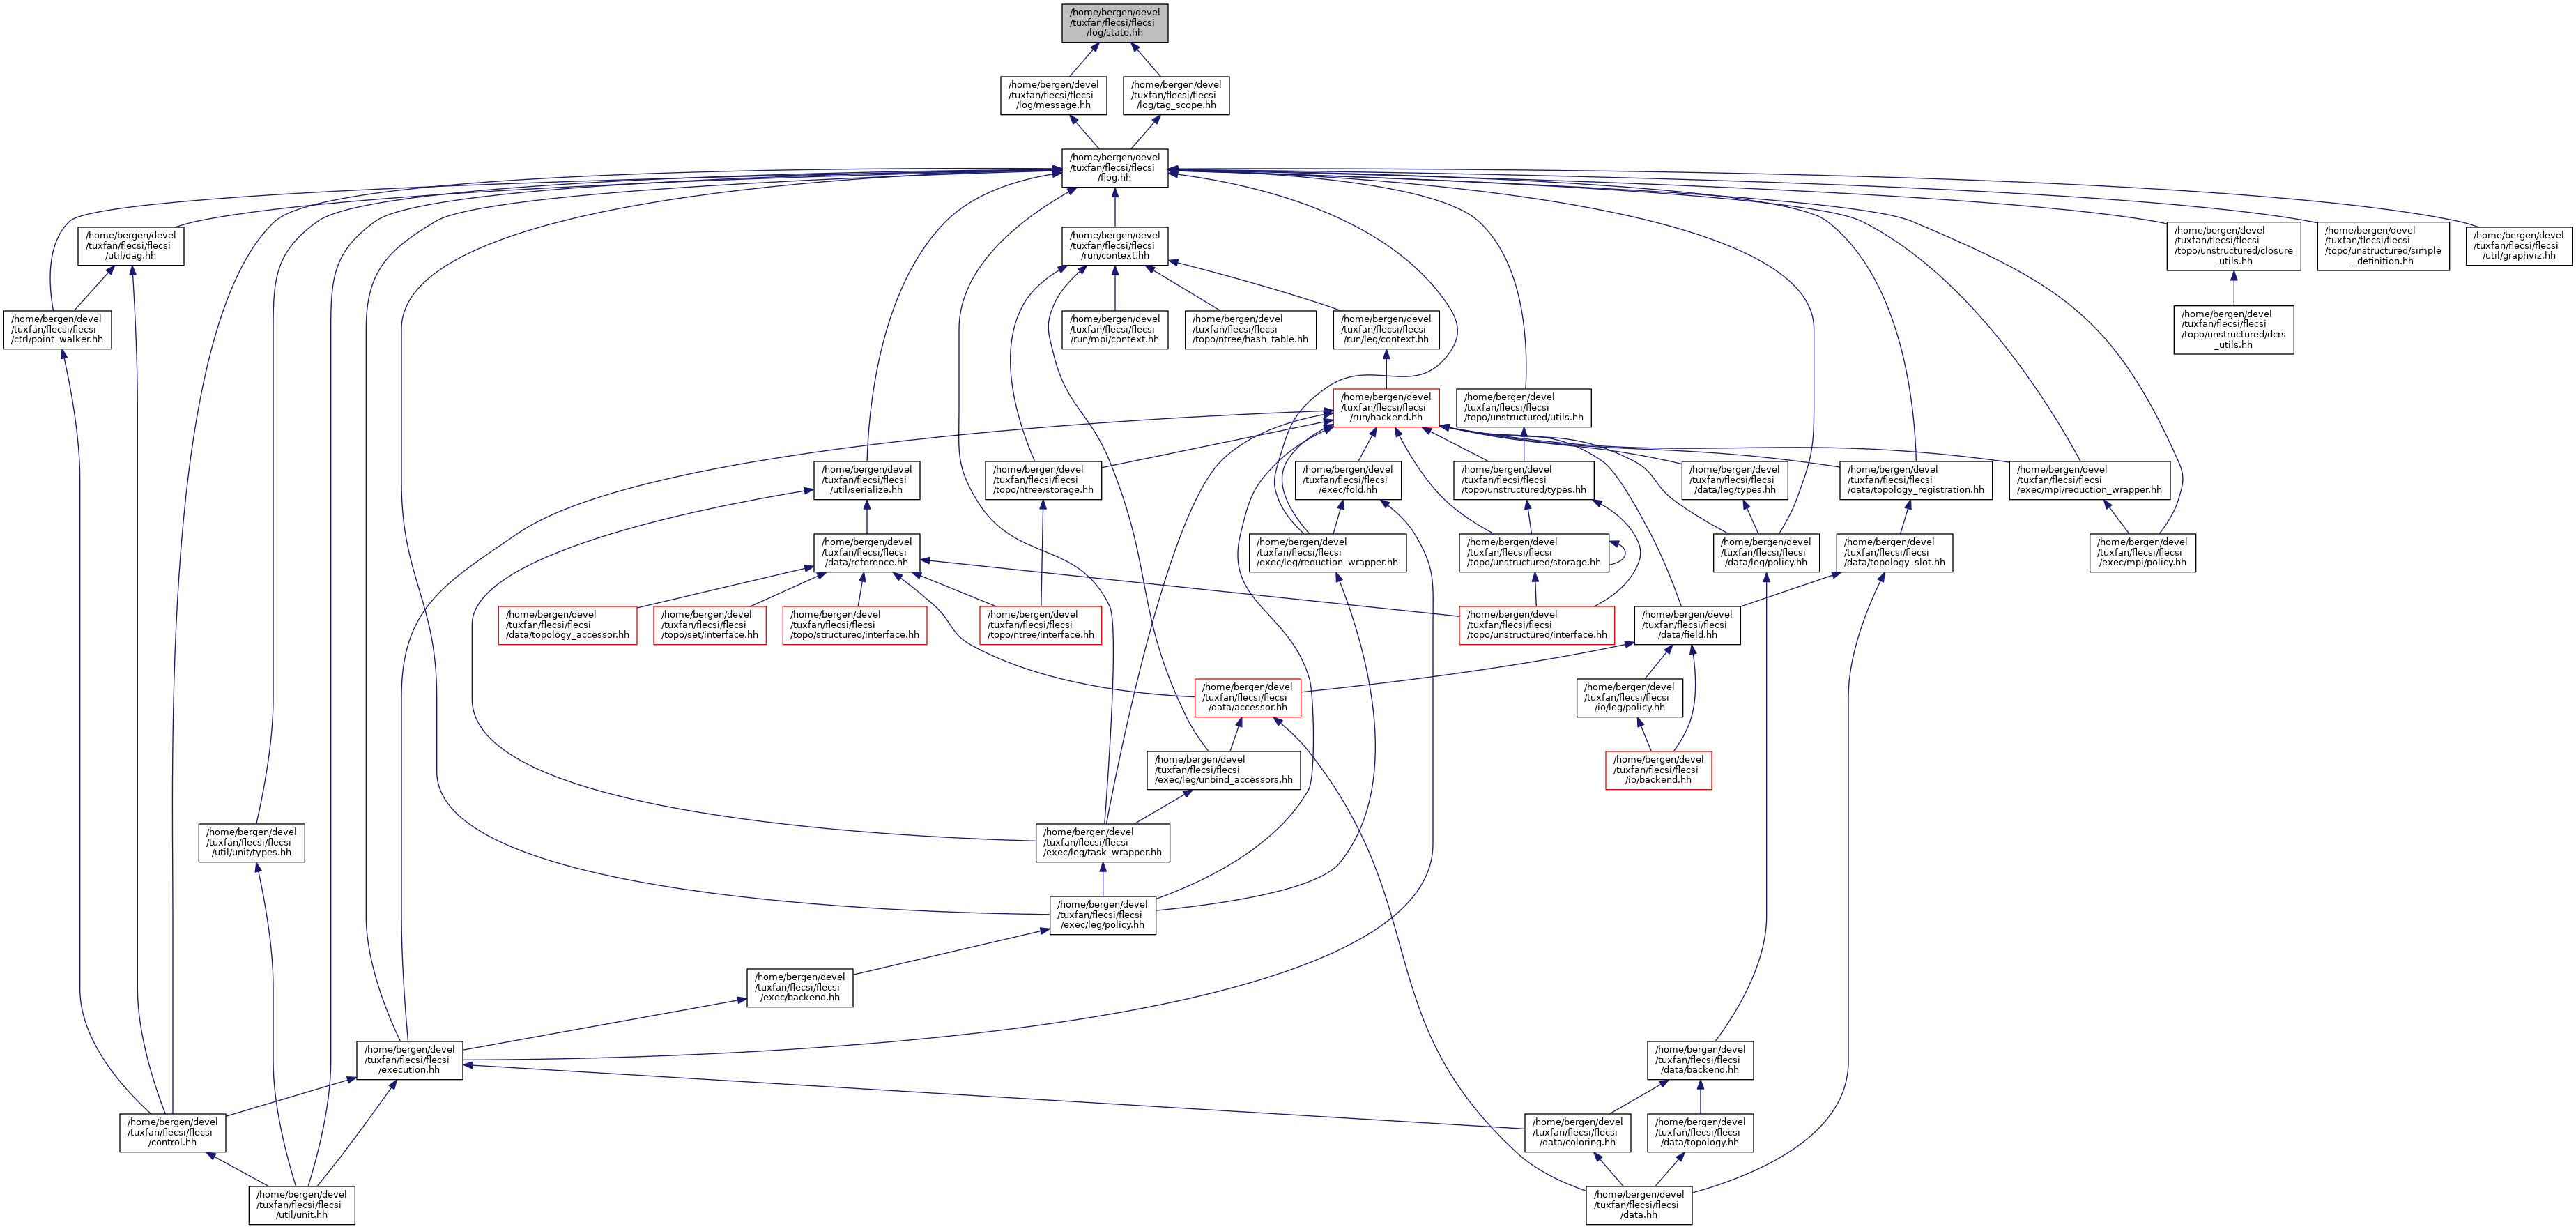 /home/bergen/devel
/tuxfan/flecsi/flecsi
/log/state.hh
/home/bergen/devel
/tuxfan/flecsi/flecsi
/log/message.hh
/home/bergen/devel
/tuxfan/flecsi/flecsi
/log/tag_scope.hh
/home/bergen/devel
/tuxfan/flecsi/flecsi
/flog.hh
/home/bergen/devel
/tuxfan/flecsi/flecsi
/util/dag.hh
/home/bergen/devel
/tuxfan/flecsi/flecsi
/run/context.hh
/home/bergen/devel
/tuxfan/flecsi/flecsi
/topo/unstructured/closure
_utils.hh
/home/bergen/devel
/tuxfan/flecsi/flecsi
/topo/unstructured/simple
_definition.hh
/home/bergen/devel
/tuxfan/flecsi/flecsi
/util/graphviz.hh
/home/bergen/devel
/tuxfan/flecsi/flecsi
/ctrl/point_walker.hh
/home/bergen/devel
/tuxfan/flecsi/flecsi
/run/mpi/context.hh
/home/bergen/devel
/tuxfan/flecsi/flecsi
/topo/ntree/hash_table.hh
/home/bergen/devel
/tuxfan/flecsi/flecsi
/run/leg/context.hh
/home/bergen/devel
/tuxfan/flecsi/flecsi
/topo/unstructured/dcrs
_utils.hh
/home/bergen/devel
/tuxfan/flecsi/flecsi
/run/backend.hh
/home/bergen/devel
/tuxfan/flecsi/flecsi
/topo/unstructured/utils.hh
/home/bergen/devel
/tuxfan/flecsi/flecsi
/util/serialize.hh
/home/bergen/devel
/tuxfan/flecsi/flecsi
/topo/ntree/storage.hh
/home/bergen/devel
/tuxfan/flecsi/flecsi
/exec/fold.hh
/home/bergen/devel
/tuxfan/flecsi/flecsi
/topo/unstructured/types.hh
/home/bergen/devel
/tuxfan/flecsi/flecsi
/data/leg/types.hh
/home/bergen/devel
/tuxfan/flecsi/flecsi
/data/topology_registration.hh
/home/bergen/devel
/tuxfan/flecsi/flecsi
/exec/mpi/reduction_wrapper.hh
/home/bergen/devel
/tuxfan/flecsi/flecsi
/data/reference.hh
/home/bergen/devel
/tuxfan/flecsi/flecsi
/exec/leg/reduction_wrapper.hh
/home/bergen/devel
/tuxfan/flecsi/flecsi
/topo/unstructured/storage.hh
/home/bergen/devel
/tuxfan/flecsi/flecsi
/data/leg/policy.hh
/home/bergen/devel
/tuxfan/flecsi/flecsi
/data/topology_slot.hh
/home/bergen/devel
/tuxfan/flecsi/flecsi
/exec/mpi/policy.hh
/home/bergen/devel
/tuxfan/flecsi/flecsi
/data/topology_accessor.hh
/home/bergen/devel
/tuxfan/flecsi/flecsi
/topo/set/interface.hh
/home/bergen/devel
/tuxfan/flecsi/flecsi
/topo/structured/interface.hh
/home/bergen/devel
/tuxfan/flecsi/flecsi
/topo/ntree/interface.hh
/home/bergen/devel
/tuxfan/flecsi/flecsi
/topo/unstructured/interface.hh
/home/bergen/devel
/tuxfan/flecsi/flecsi
/data/field.hh
/home/bergen/devel
/tuxfan/flecsi/flecsi
/data/accessor.hh
/home/bergen/devel
/tuxfan/flecsi/flecsi
/io/leg/policy.hh
/home/bergen/devel
/tuxfan/flecsi/flecsi
/exec/leg/unbind_accessors.hh
/home/bergen/devel
/tuxfan/flecsi/flecsi
/io/backend.hh
/home/bergen/devel
/tuxfan/flecsi/flecsi
/util/unit/types.hh
/home/bergen/devel
/tuxfan/flecsi/flecsi
/exec/leg/task_wrapper.hh
/home/bergen/devel
/tuxfan/flecsi/flecsi
/exec/leg/policy.hh
/home/bergen/devel
/tuxfan/flecsi/flecsi
/exec/backend.hh
/home/bergen/devel
/tuxfan/flecsi/flecsi
/execution.hh
/home/bergen/devel
/tuxfan/flecsi/flecsi
/data/backend.hh
/home/bergen/devel
/tuxfan/flecsi/flecsi
/control.hh
/home/bergen/devel
/tuxfan/flecsi/flecsi
/data/coloring.hh
/home/bergen/devel
/tuxfan/flecsi/flecsi
/data/topology.hh
/home/bergen/devel
/tuxfan/flecsi/flecsi
/util/unit.hh
/home/bergen/devel
/tuxfan/flecsi/flecsi
/data.hh